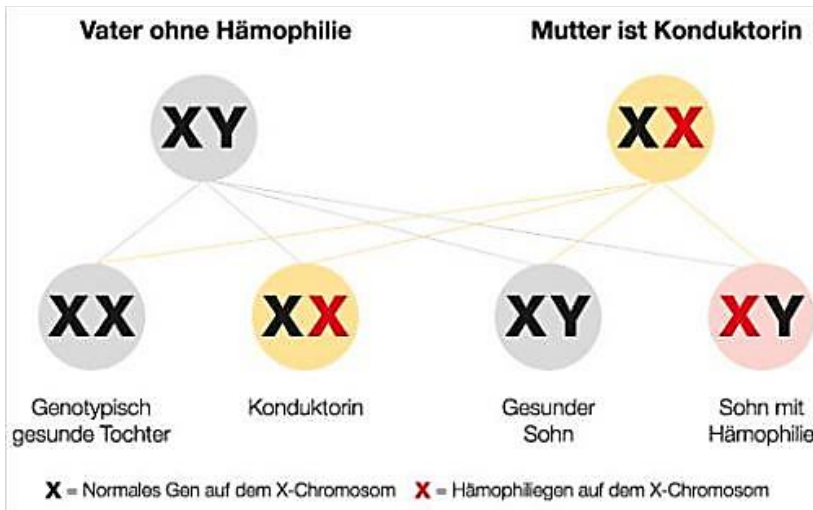 Vater ohne Hämophilie
Mutter ist Konduktorin
XY
XX
XX
XX
XY
XY
Genotypisch
gesunde Tochter
Konduktorin
Gesunder
Sohn
Sohn mit
Hämophilie
X = Normales Gen auf dem X-Chromosom X = Hämophiliegen auf dem X-Chromosom